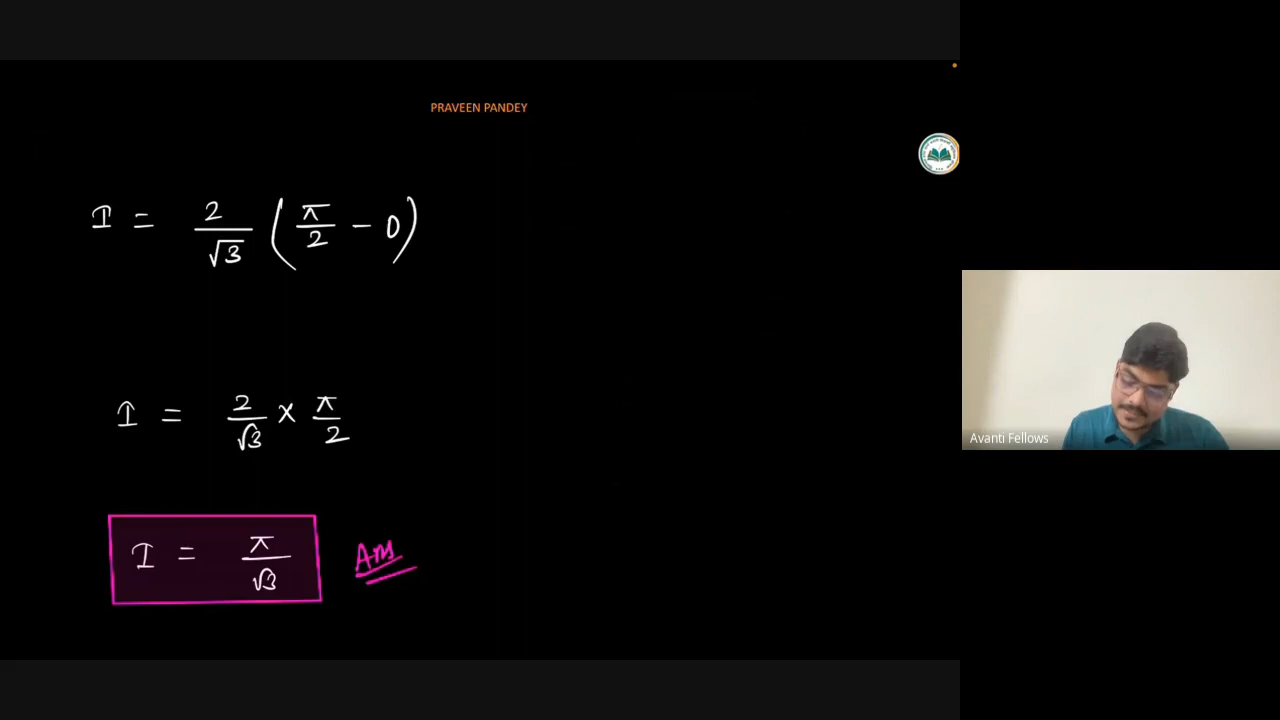 PRAVEEN PANDEY
I = 2/√3 (π/2 - 0)
I = 2/√3 × π/2
I = π/√3 Ans
Avanti Fellows